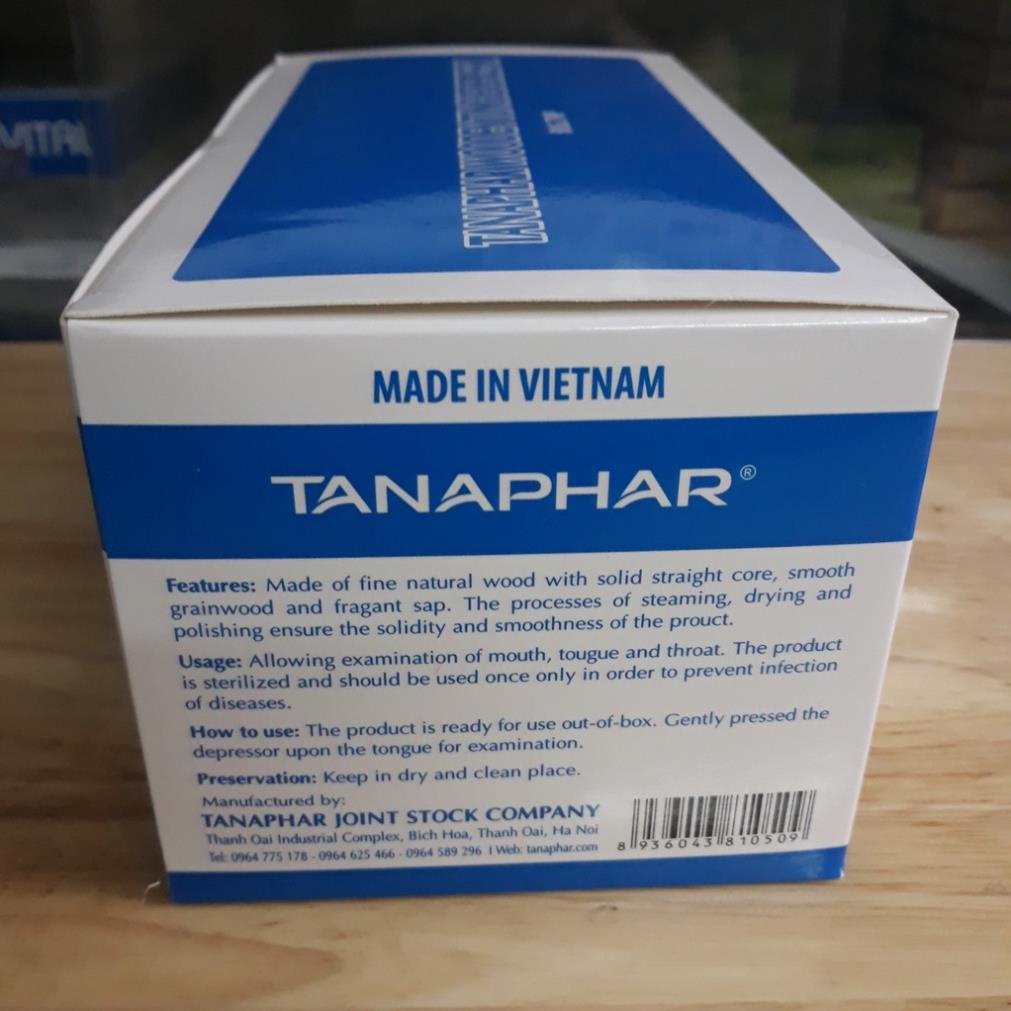 MADE IN VIETNAM
TANAPHAR®
Features: Made of fine natural wood with solid straight core, smooth
grainwood and fragant sap. The processes of steaming, drying and
polishing ensure the solidity and smoothness of the prouct.
Usage: Allowing examination of mouth, tougue and throat. The product
is sterilized and should be used once only in order to prevent infection
of diseases.
How to use: The product is ready for use out-of-box. Gently pressed the
depressor upon the tongue for examination.
Preservation: Keep in dry and clean place.
Manufactured by:
TANAPHAR JOINT STOCK COMPANY
Thanh Oai Industrial Complex, Bich Hoa, Thanh Oai, Ha Noi
Tel: 0964 775 178 - 0964 625 466 - 0964 589 296 I Web: tanaphar.com
8 936043 810509